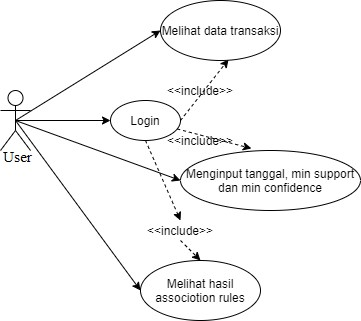 Melihat data transaksi
<<include>>
Login
<<include>>
User
Menginput tanggal, min support
dan min confidence
<<include>>
Melihat hasil
associotion rules